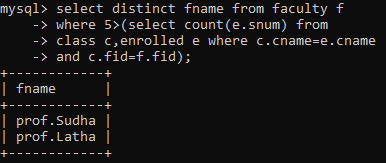 mysql> select distinct fname from faculty f
    -> where 5>(select count(e.snum) from
    -> class c,enrolled e where c.cname=e.cname
    -> and c.fid=f.fid);
+------------+
| fname      |
+------------+
| prof.Sudha |
| prof.Latha |
+------------+